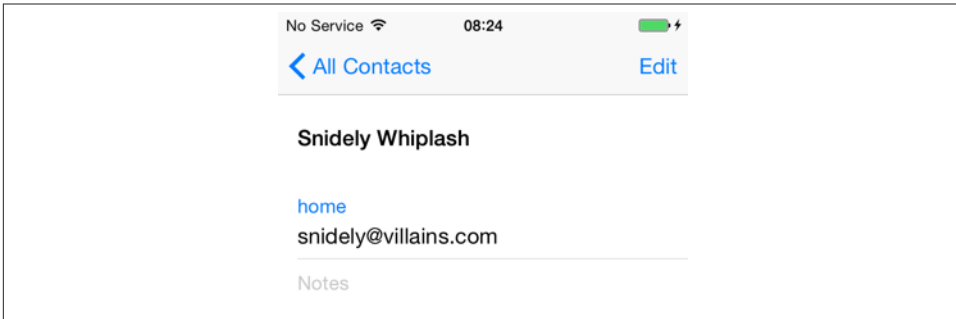 No Service 08:24
All Contacts Edit
Snidely Whiplash
home
snidely@villains.com
Notes